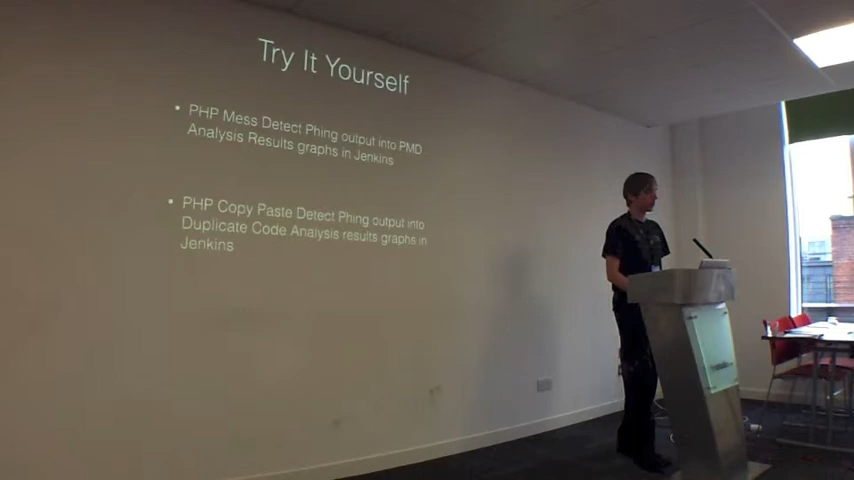 Try It Yourself
• PHP Mess Detect Phing output into PMD
Analysis Results graphs in Jenkins
• PHP Copy Paste Detect Phing output into
Duplicate Code Analysis results graphs in
Jenkins